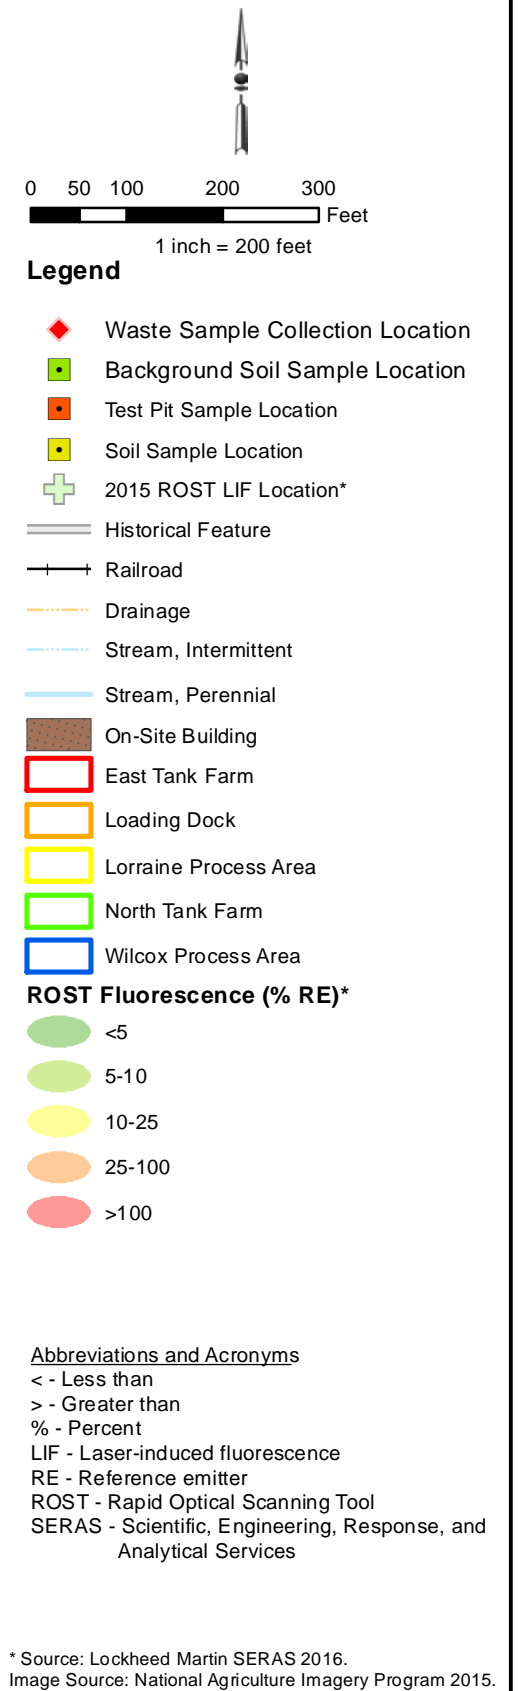 0 50 100 200 300
Feet
1 inch = 200 feet
Legend
Waste Sample Collection Location
Background Soil Sample Location
Test Pit Sample Location
Soil Sample Location
2015 ROST LIF Location*
Historical Feature
Railroad
Drainage
Stream, Intermittent
Stream, Perennial
On-Site Building
East Tank Farm
Loading Dock
Lorraine Process Area
North Tank Farm
Wilcox Process Area
ROST Fluorescence (% RE)*
<5
5-10
10-25
25-100
>100
Abbreviations and Acronyms
< - Less than
> - Greater than
% - Percent
LIF - Laser-induced fluorescence
RE - Reference emitter
ROST - Rapid Optical Scanning Tool
SERAS - Scientific, Engineering, Response, and
Analytical Services
* Source: Lockheed Martin SERAS 2016.
Image Source: National Agriculture Imagery Program 2015.